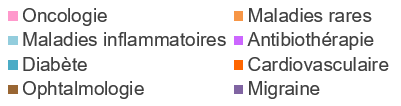 Oncologie
Maladies rares
Maladies inflammatoires
Antibiothérapie
Diabète
Cardiovasculaire
Ophtalmologie
Migraine